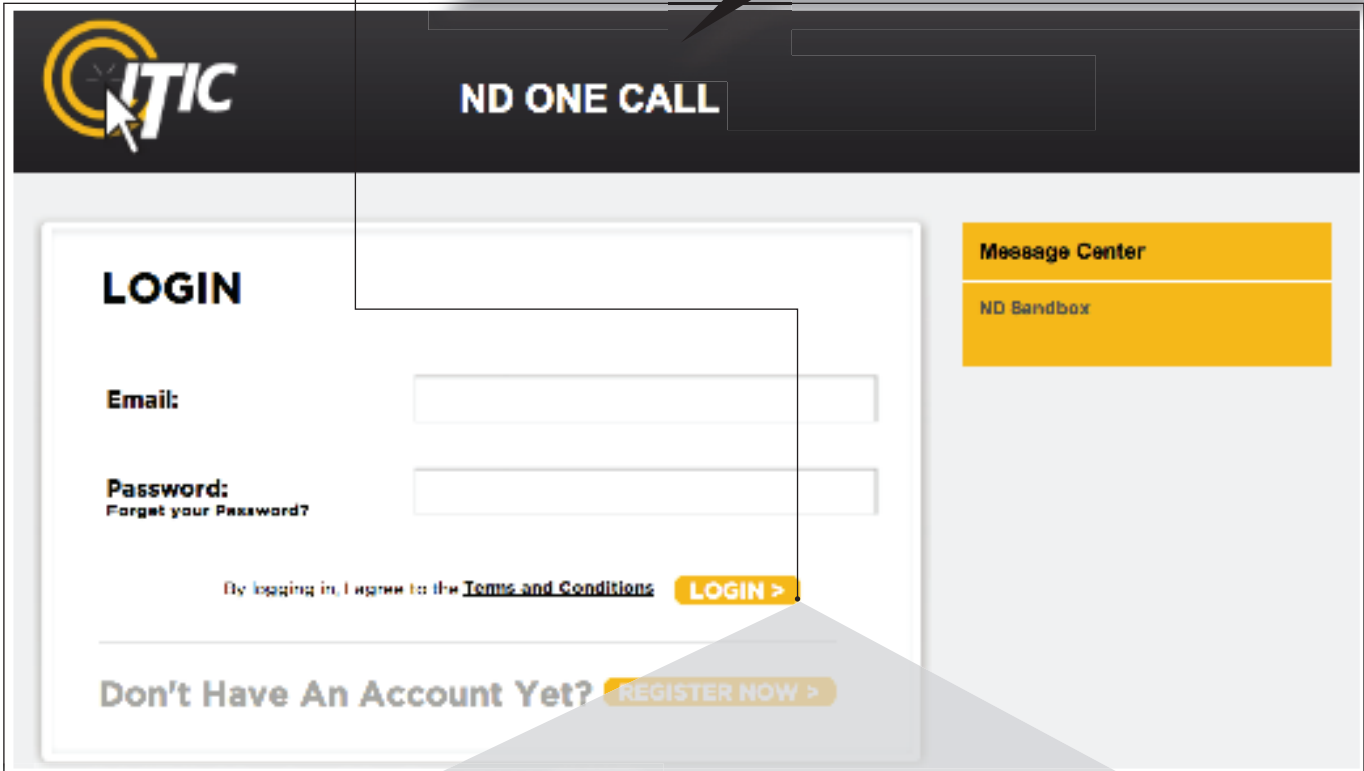 ITIC
ND ONE CALL
LOGIN
Message Center
ND Sandbox
Email:
Password:
Forget your Password?
By logging in, I agree to the Terms and Conditions LOGIN >
Don't Have An Account Yet? REGISTER NOW >